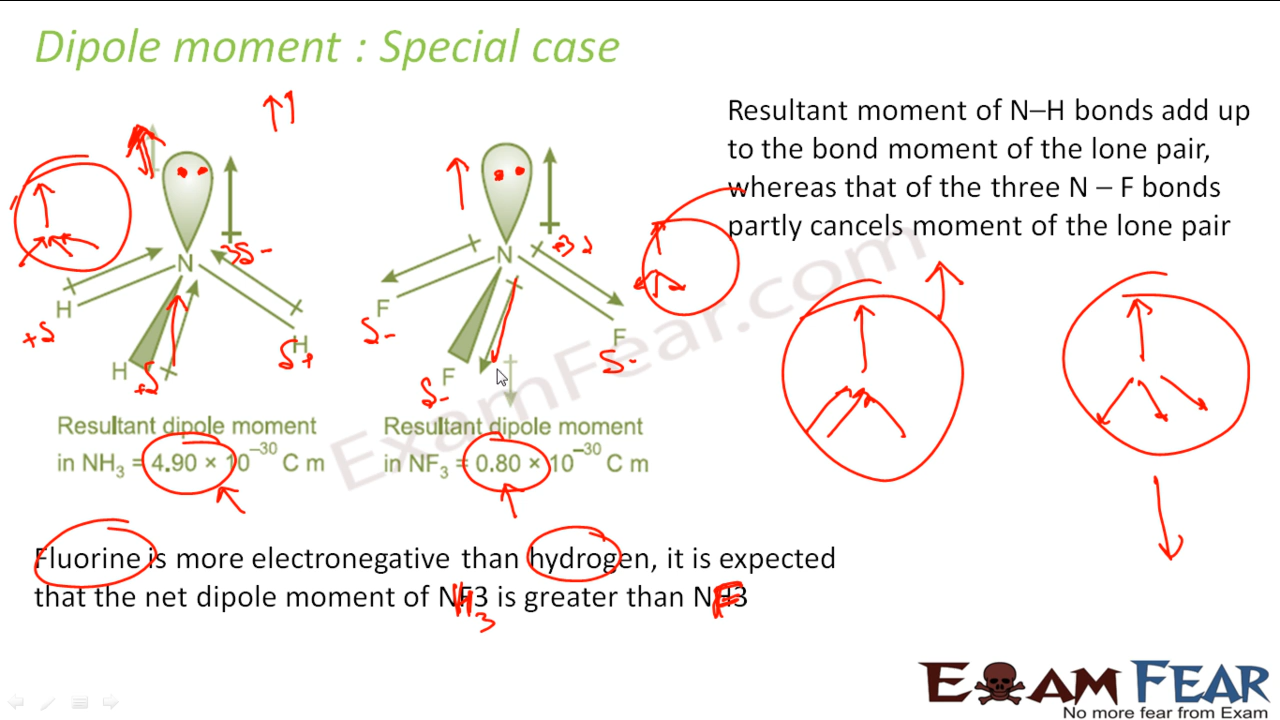 Dipole moment : Special case
Resultant moment of N–H bonds add up
to the bond moment of the lone pair,
whereas that of the three N – F bonds
partly cancels moment of the lone pair
N
H
H
H
+S
+S
S+
3S-
N
F
F
F
S-
S-
S-
Resultant dipole moment
in NH₃ = 4.90 × 10⁻³⁰ C m
Resultant dipole moment
in NF₃ = 0.80 × 10⁻³⁰ C m
ExamFear.com
Fluorine is more electronegative than hydrogen, it is expected
that the net dipole moment of NH3 is greater than NF3
EXAM FEAR
No more fear from Exam